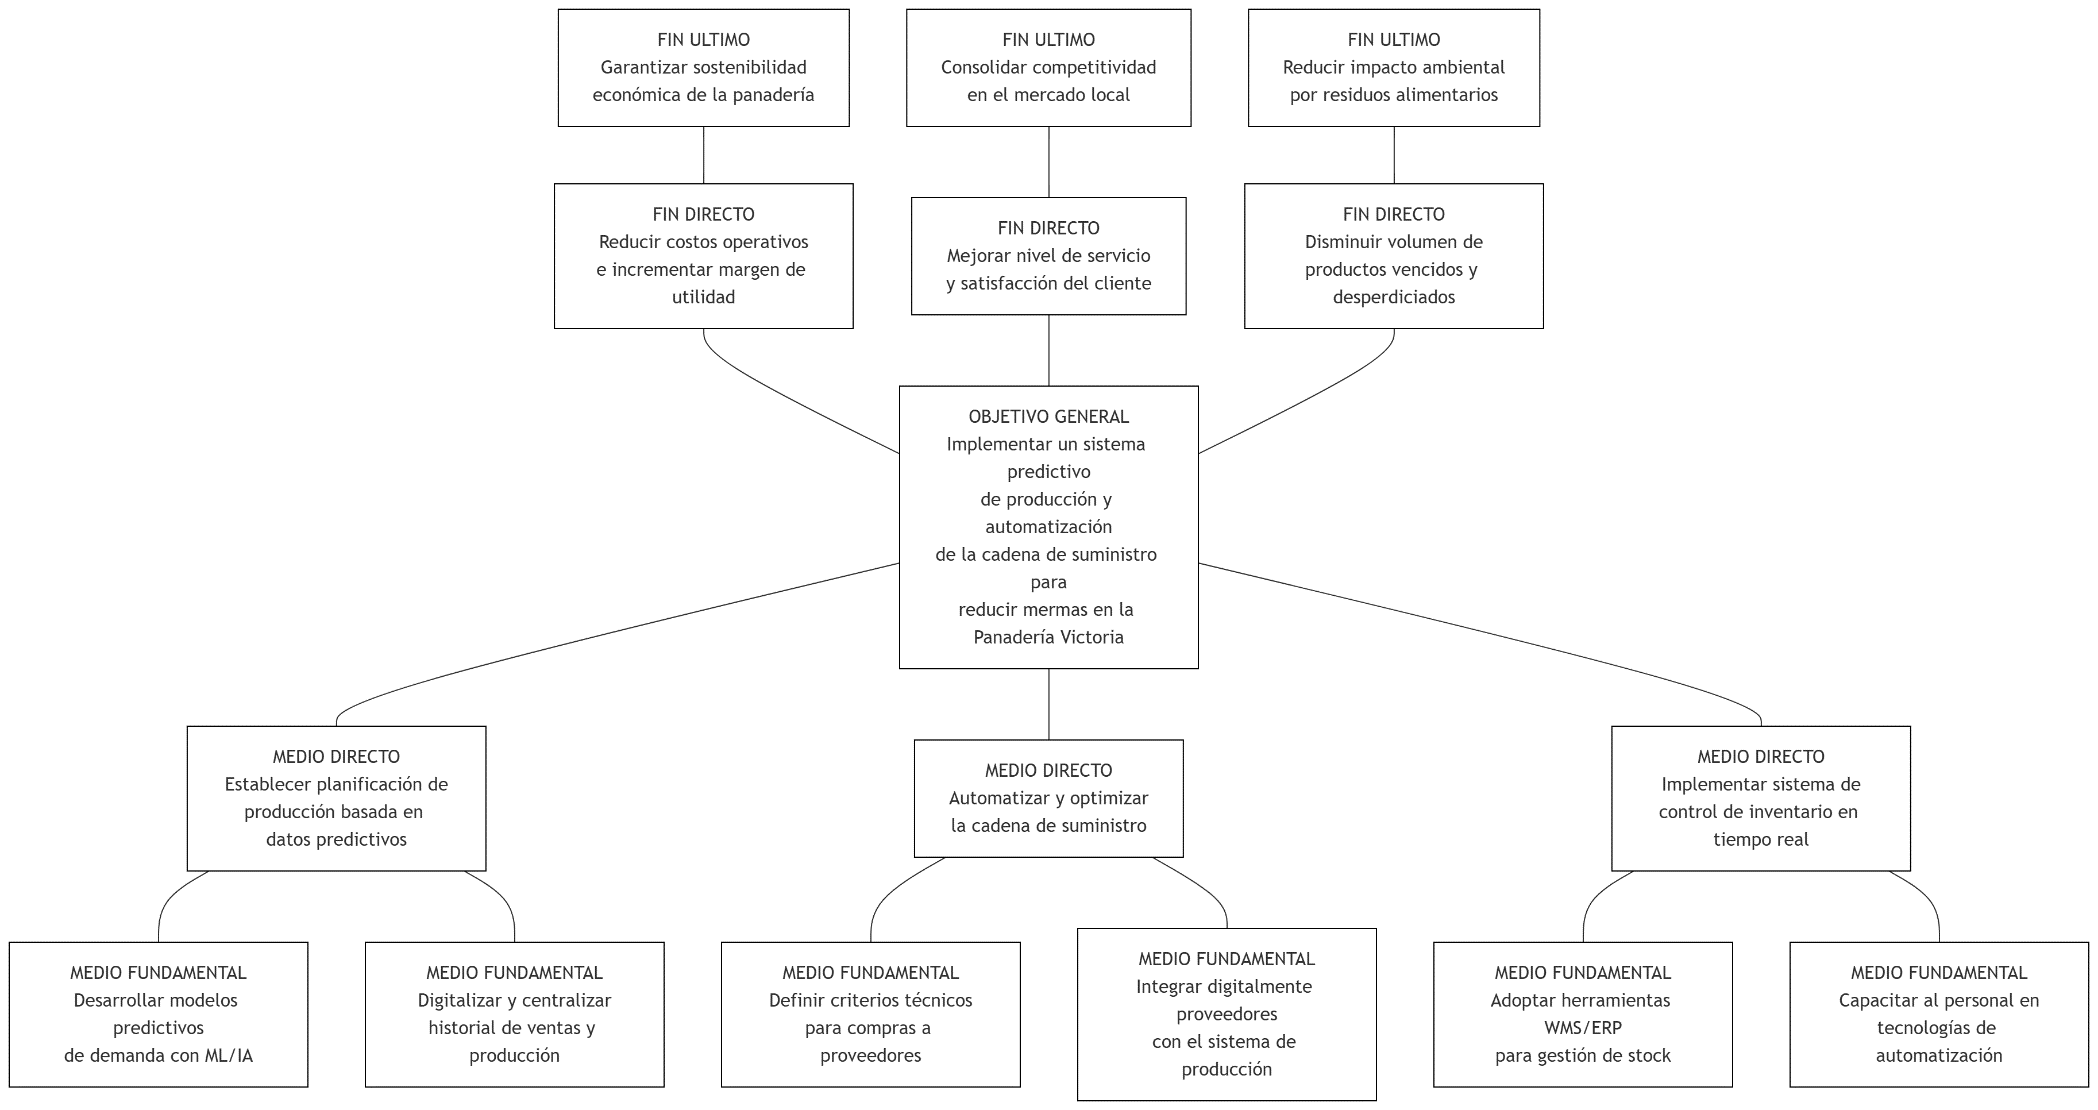 FIN ULTIMO
Garantizar sostenibilidad
económica de la panadería
FIN ULTIMO
Consolidar competitividad
en el mercado local
FIN ULTIMO
Reducir impacto ambiental
por residuos alimentarios
FIN DIRECTO
Reducir costos operativos
e incrementar margen de
utilidad
FIN DIRECTO
Mejorar nivel de servicio
y satisfacción del cliente
FIN DIRECTO
Disminuir volumen de
productos vencidos y
desperdiciados
OBJETIVO GENERAL
Implementar un sistema
predictivo
de producción y
automatización
de la cadena de suministro
para
reducir mermas en la
Panadería Victoria
MEDIO DIRECTO
Establecer planificación de
producción basada en
datos predictivos
MEDIO DIRECTO
Automatizar y optimizar
la cadena de suministro
MEDIO DIRECTO
Implementar sistema de
control de inventario en
tiempo real
MEDIO FUNDAMENTAL
Desarrollar modelos
predictivos
de demanda con ML/IA
MEDIO FUNDAMENTAL
Digitalizar y centralizar
historial de ventas y
producción
MEDIO FUNDAMENTAL
Definir criterios técnicos
para compras a
proveedores
MEDIO FUNDAMENTAL
Integrar digitalmente
proveedores
con el sistema de
producción
MEDIO FUNDAMENTAL
Adoptar herramientas
WMS/ERP
para gestión de stock
MEDIO FUNDAMENTAL
Capacitar al personal en
tecnologías de
automatización